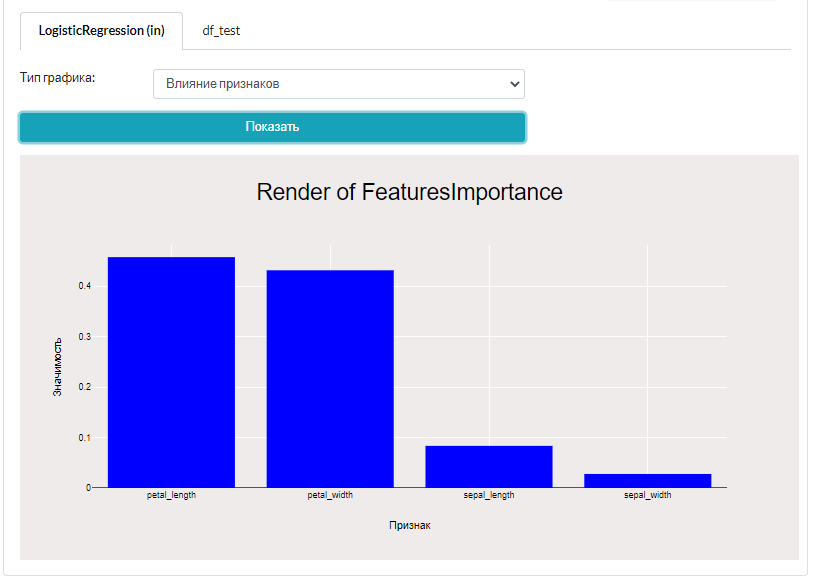 LogisticRegression (in) df_test
Тип графика: Влияние признаков
Показать
Render of FeaturesImportance
0.4
0.3
0.2
0.1
0
Значимость
petal_length petal_width sepal_length sepal_width
Признак